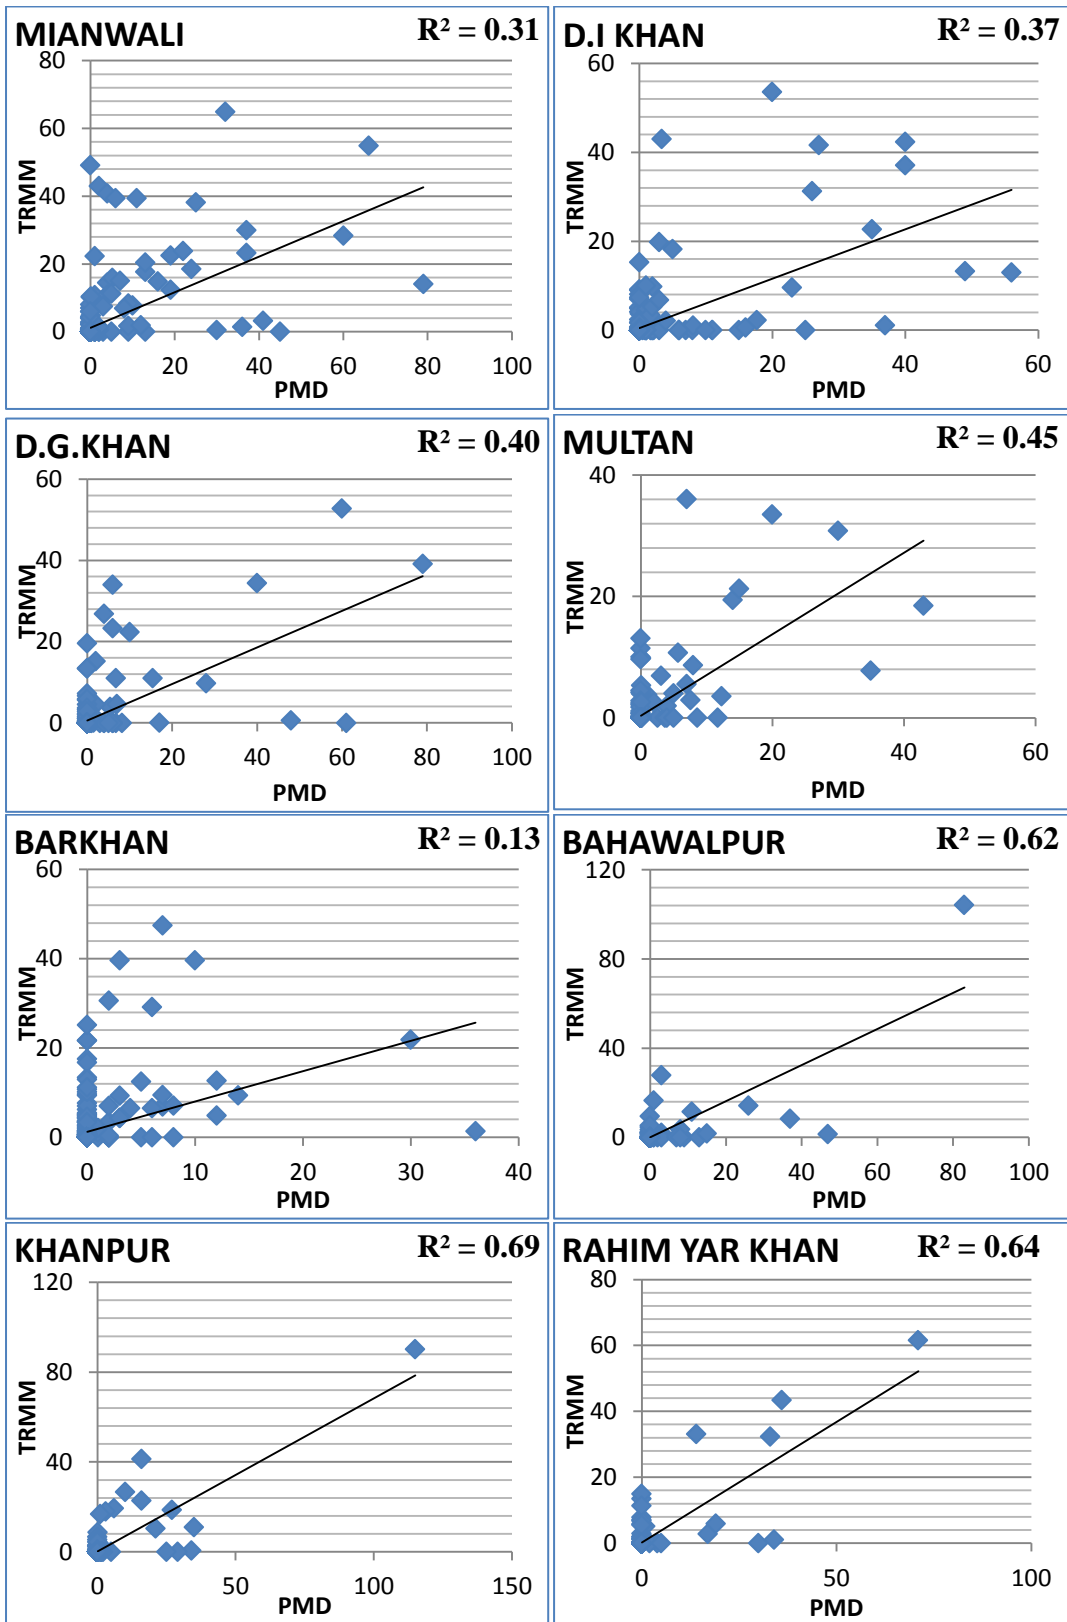 MIANWALI R² = 0.31
80
60
40
20
0
TRMM
0 20 40 60 80 100
PMD
D.I KHAN R² = 0.37
60
40
20
0
TRMM
0 20 40 60
PMD
D.G.KHAN R² = 0.40
60
40
20
0
TRMM
0 20 40 60 80 100
PMD
MULTAN R² = 0.45
40
20
0
TRMM
0 20 40 60
PMD
BARKHAN R² = 0.13
60
40
20
0
TRMM
0 10 20 30 40
PMD
BAHAWALPUR R² = 0.62
120
80
40
0
TRMM
0 20 40 60 80 100
PMD
KHANPUR R² = 0.69
120
80
40
0
TRMM
0 50 100 150
PMD
RAHIM YAR KHAN R² = 0.64
80
60
40
20
0
TRMM
0 50 100
PMD